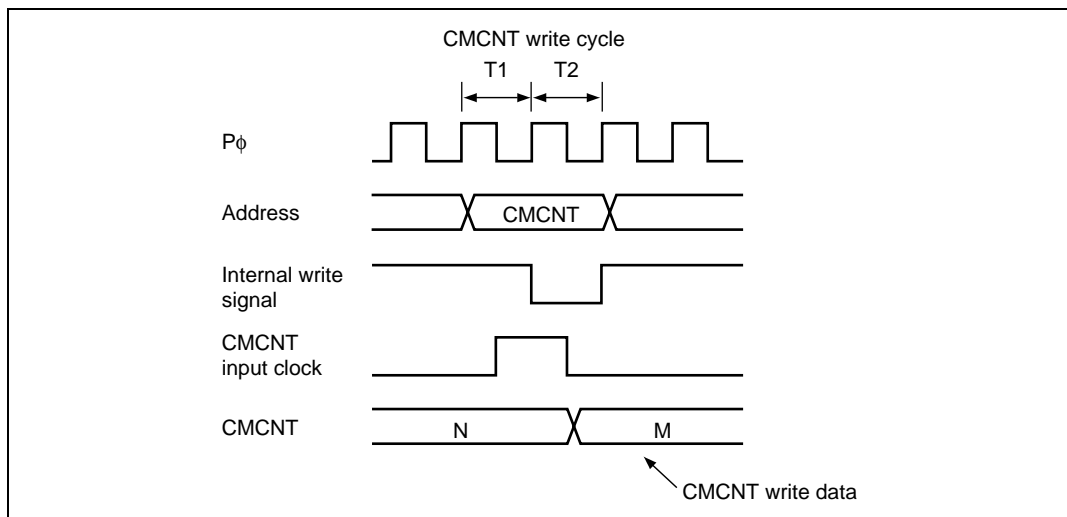 CMCNT write cycle
T1 T2
Pϕ
Address CMCNT
Internal write
signal
CMCNT
input clock
CMCNT N M
CMCNT write data